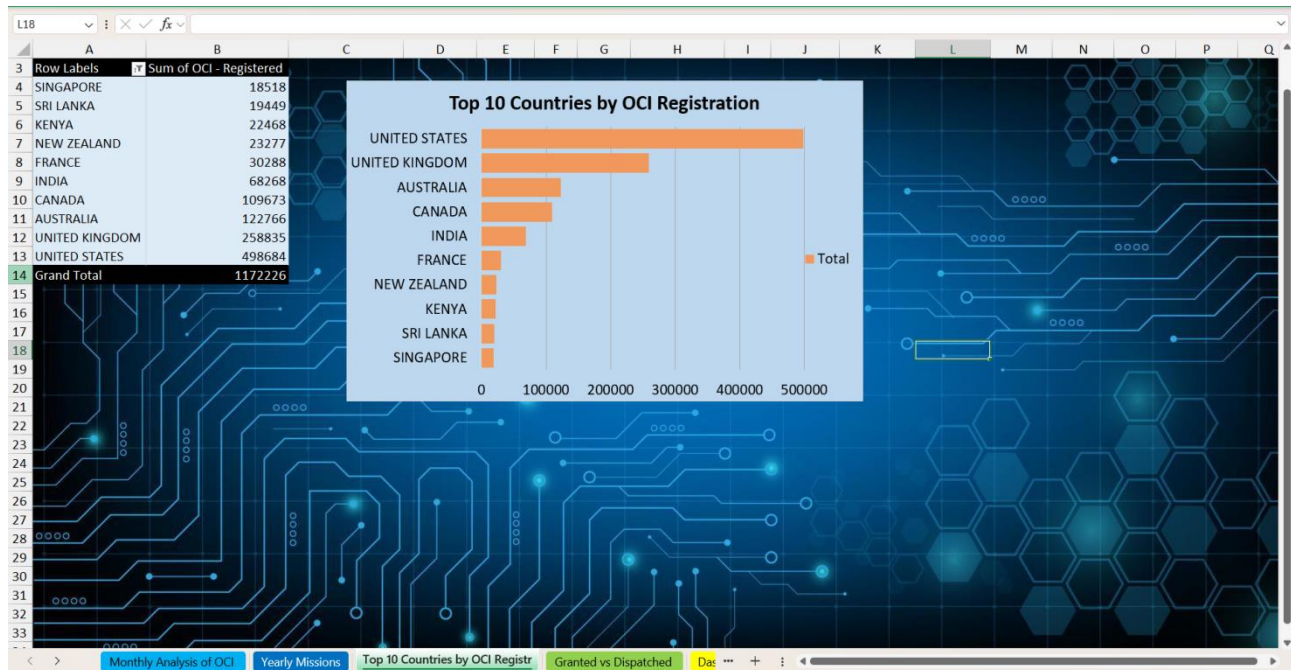 L18 fx
A B C D E F G H I J K L M N O P Q
3 Row Labels Sum of OCI - Registered
4 SINGAPORE 18518
5 SRI LANKA 19449
6 KENYA 22468
7 NEW ZEALAND 23277
8 FRANCE 30288
9 INDIA 68268
10 CANADA 109673
11 AUSTRALIA 122766
12 UNITED KINGDOM 258835
13 UNITED STATES 498684
14 Grand Total 1172226
15
16
17
18
19
20
21
22
23
24
25
26
27
28
29
30
31
32
33
Top 10 Countries by OCI Registration
UNITED STATES
UNITED KINGDOM
AUSTRALIA
CANADA
INDIA
FRANCE
NEW ZEALAND
KENYA
SRI LANKA
SINGAPORE
Total
0 100000 200000 300000 400000 500000
Monthly Analysis of OCI Yearly Missions Top 10 Countries by OCI Registr Granted vs Dispatched Das ... +